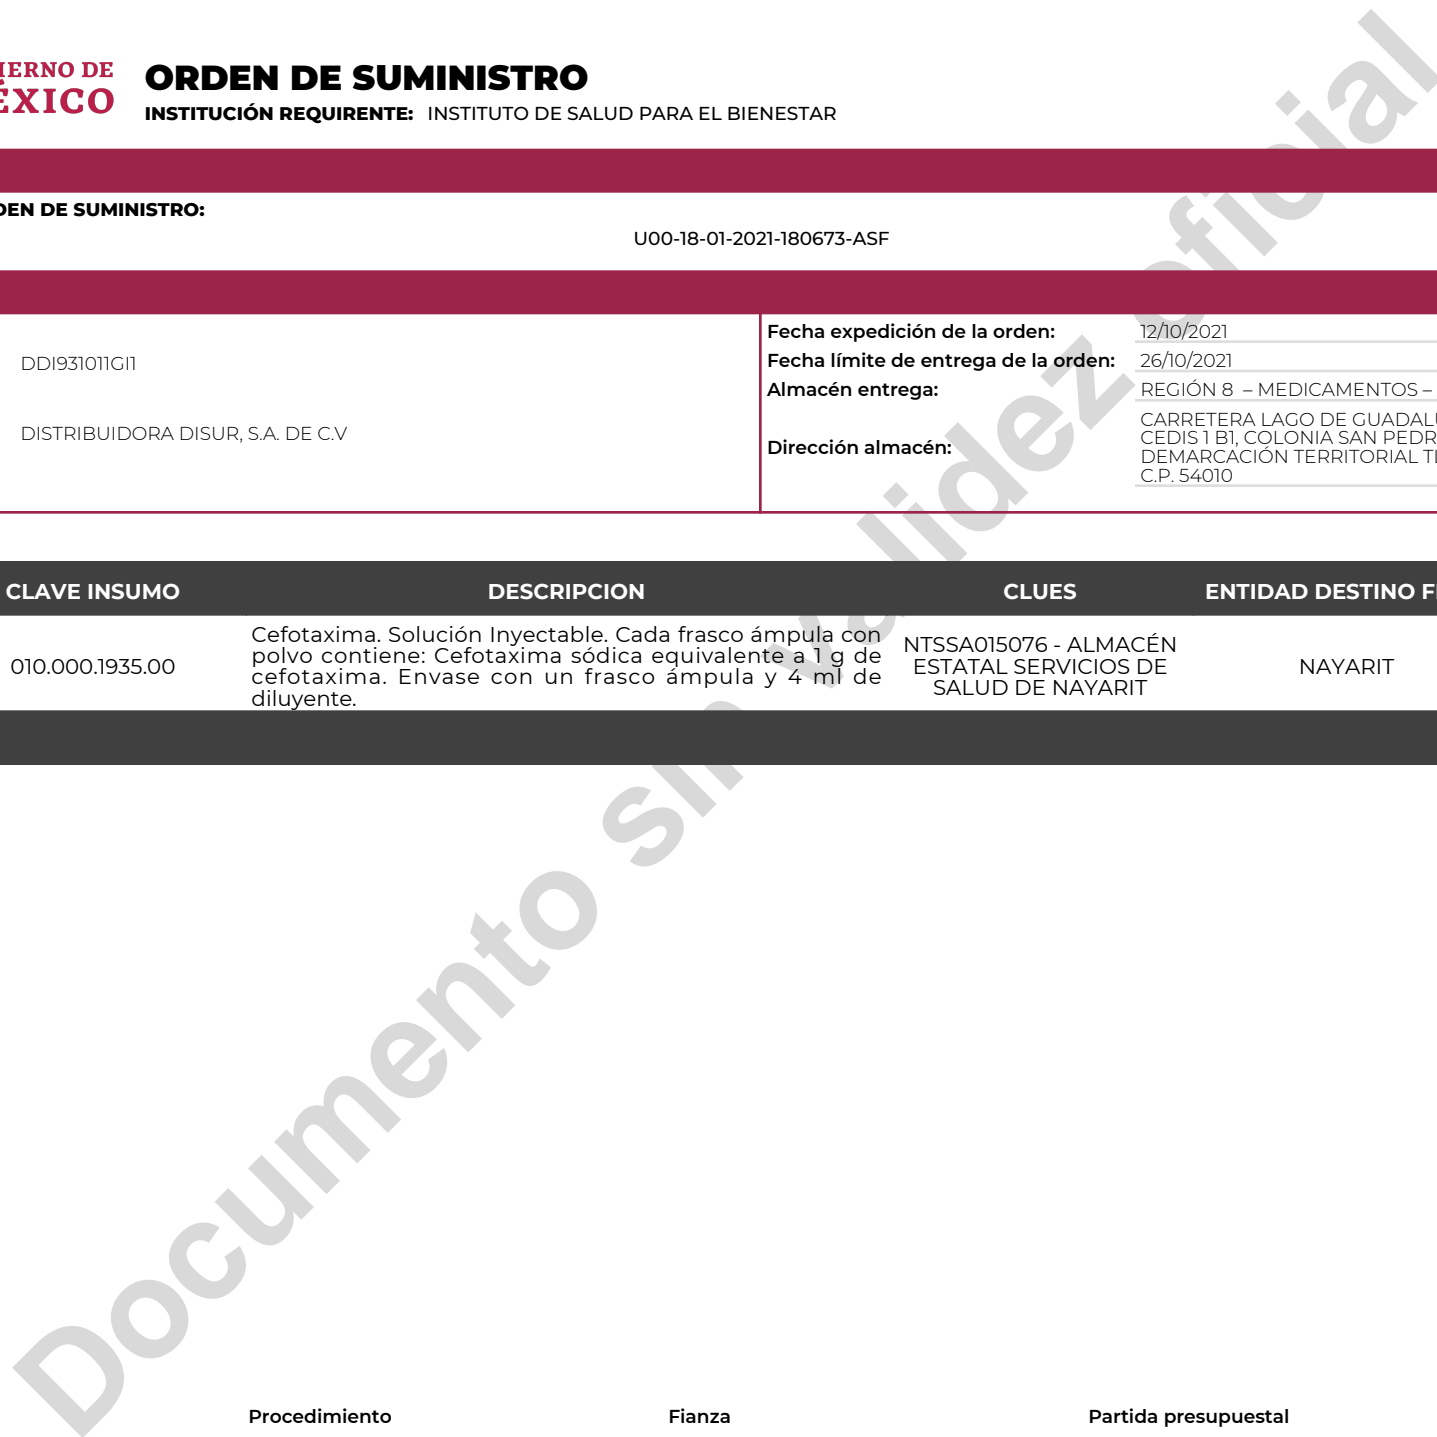 IERNO DE
ÉXICO
ORDEN DE SUMINISTRO
INSTITUCIÓN REQUIRENTE: INSTITUTO DE SALUD PARA EL BIENESTAR
DEN DE SUMINISTRO:
U00-18-01-2021-180673-ASF
DDI931011GI1
DISTRIBUIDORA DISUR, S.A. DE C.V
Fecha expedición de la orden: 12/10/2021
Fecha límite de entrega de la orden: 26/10/2021
Almacén entrega: REGIÓN 8 – MEDICAMENTOS –
Dirección almacén:
CARRETERA LAGO DE GUADALU
CEDIS 1 B1, COLONIA SAN PEDR
DEMARCACIÓN TERRITORIAL TL
C.P. 54010
CLAVE INSUMO DESCRIPCION CLUES ENTIDAD DESTINO FI
010.000.1935.00
Cefotaxima. Solución Inyectable. Cada frasco ámpula con
polvo contiene: Cefotaxima sódica equivalente a 1 g de
cefotaxima. Envase con un frasco ámpula y 4 ml de
diluyente.
NTSSA015076 - ALMACÉN
ESTATAL SERVICIOS DE
SALUD DE NAYARIT
NAYARIT
Documento sin validez oficial
Procedimiento Fianza Partida presupuestal